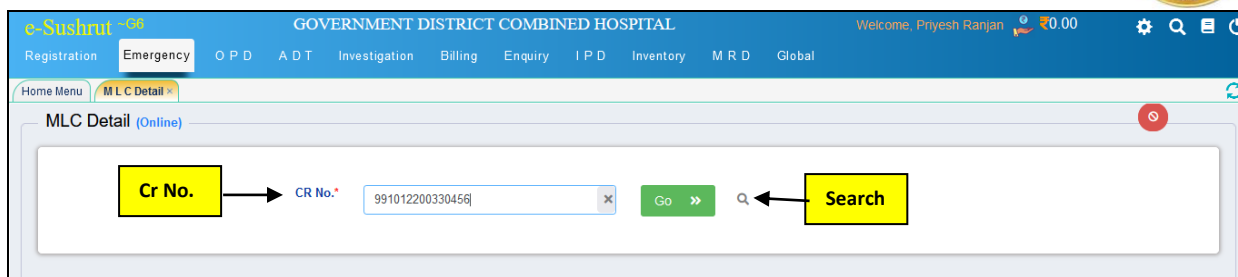 e-Sushrut ~G6 GOVERNMENT DISTRICT COMBINED HOSPITAL Welcome, Priyesh Ranjan ₹0.00
Registration Emergency O P D A D T Investigation Billing Enquiry I P D Inventory M R D Global
Home Menu M L C Detail ×
MLC Detail (Online)
Cr No. CR No.* 991012200330456 × Go » Search